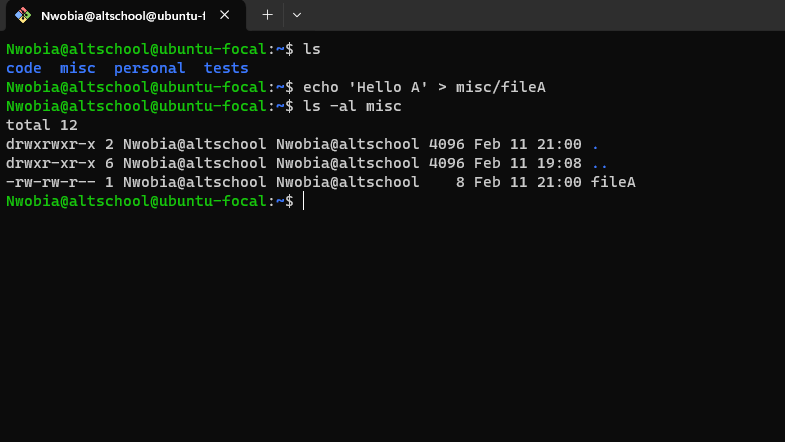 Nwobia@altschool@ubuntu-f
Nwobia@altschool@ubuntu-focal:~$ ls
code  misc  personal  tests
Nwobia@altschool@ubuntu-focal:~$ echo 'Hello A' > misc/fileA
Nwobia@altschool@ubuntu-focal:~$ ls -al misc
total 12
drwxrwxr-x 2 Nwobia@altschool Nwobia@altschool 4096 Feb 11 21:00 .
drwxr-xr-x 6 Nwobia@altschool Nwobia@altschool 4096 Feb 11 19:08 ..
-rw-rw-r-- 1 Nwobia@altschool Nwobia@altschool    8 Feb 11 21:00 fileA
Nwobia@altschool@ubuntu-focal:~$